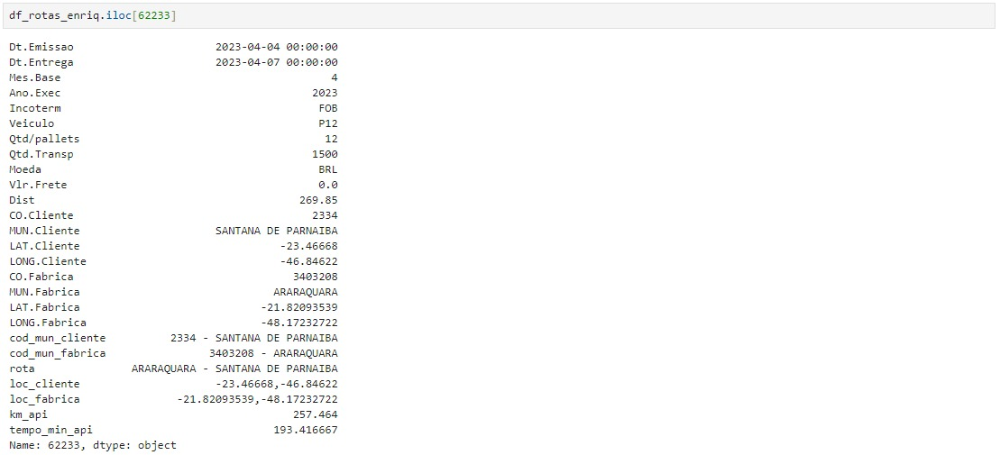 df_rotas_enriq.iloc[62233]
Dt.Emissao 2023-04-04 00:00:00
Dt.Entrega 2023-04-07 00:00:00
Mes.Base 4
Ano.Exec 2023
Incoterm FOB
Veiculo P12
Qtd/pallets 12
Qtd.Transp 1500
Moeda BRL
Vlr.Frete 0.0
Dist 269.85
CO.Cliente 2334
MUN.Cliente SANTANA DE PARNAIBA
LAT.Cliente -23.46668
LONG.Cliente -46.84622
CO.Fabrica 3403208
MUN.Fabrica ARARAQUARA
LAT.Fabrica -21.82093539
LONG.Fabrica -48.17232722
cod_mun_cliente 2334 - SANTANA DE PARNAIBA
cod_mun_fabrica 3403208 - ARARAQUARA
rota ARARAQUARA - SANTANA DE PARNAIBA
loc_cliente -23.46668,-46.84622
loc_fabrica -21.82093539,-48.17232722
km_api 257.464
tempo_min_api 193.416667
Name: 62233, dtype: object